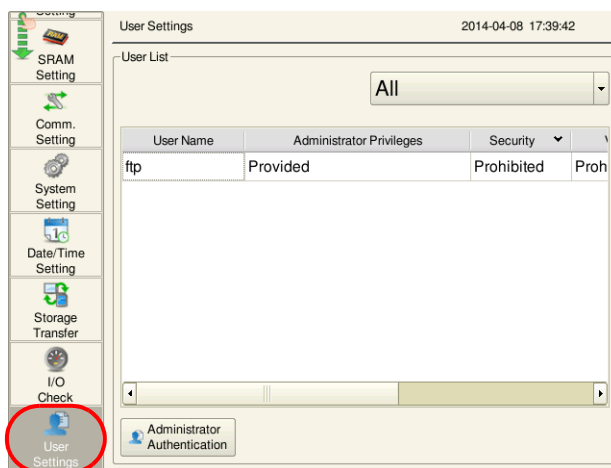 Setting
SRAM
Setting
Comm.
Setting
System
Setting
Date/Time
Setting
Storage
Transfer
I/O
Check
User
Settings
User Settings
2014-04-08 17:39:42
User List
All
User Name
Administrator Privileges
Security
ftp
Provided
Prohibited
Proh
Administrator
Authentication